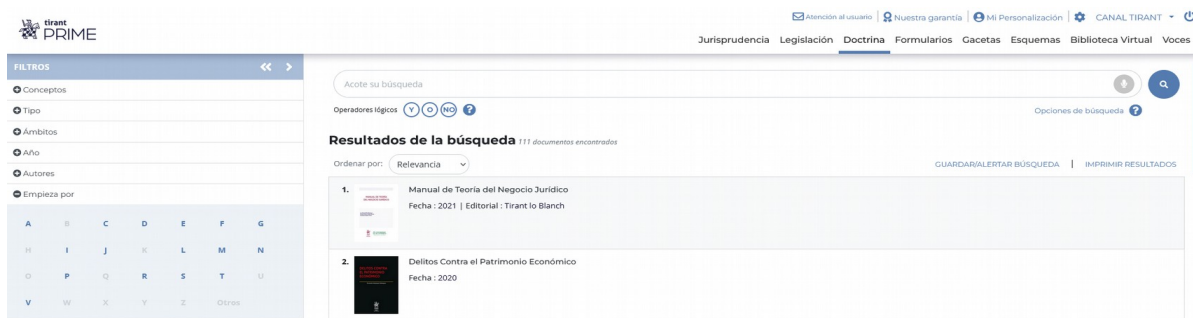 tirant
PRIME
Atención al usuario
Nuestra garantía
Mi Personalización
CANAL TIRANT
Jurisprudencia Legislación Doctrina Formularios Gacetas Esquemas Biblioteca Virtual Voces
FILTROS
Conceptos
Tipo
Ámbitos
Año
Autores
Empieza por
A B C D E F G
H I J K L M N
O P Q R S T U
V W X Y Z Otros
Acote su búsqueda
Operadores lógicos Y O NO ?
Opciones de búsqueda ?
Resultados de la búsqueda 111 documentos encontrados
Ordenar por: Relevancia
GUARDAR/ALERTAR BÚSQUEDA | IMPRIMIR RESULTADOS
1. Manual de Teoría del Negocio Jurídico
Fecha : 2021 | Editorial : Tirant lo Blanch
2. Delitos Contra el Patrimonio Económico
Fecha : 2020